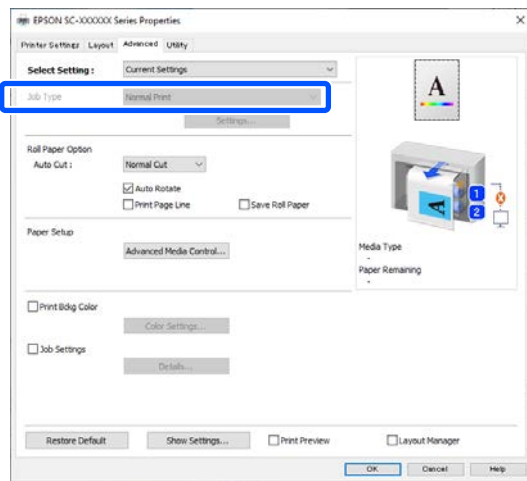 EPSON SC-XXXXXX Series Properties
Printer Settings Layout Advanced Utility
Select Setting : Current Settings
Job Type Normal Print
Settings...
Roll Paper Option
Auto Cut : Normal Cut
Auto Rotate
Print Page Line Save Roll Paper
Paper Setup
Advanced Media Control...
A
1
2
Media Type
-
Paper Remaining
-
Print Bdkg Color
Color Settings...
Job Settings
Details...
Restore Default Show Settings... Print Preview Layout Manager
OK Cancel Help